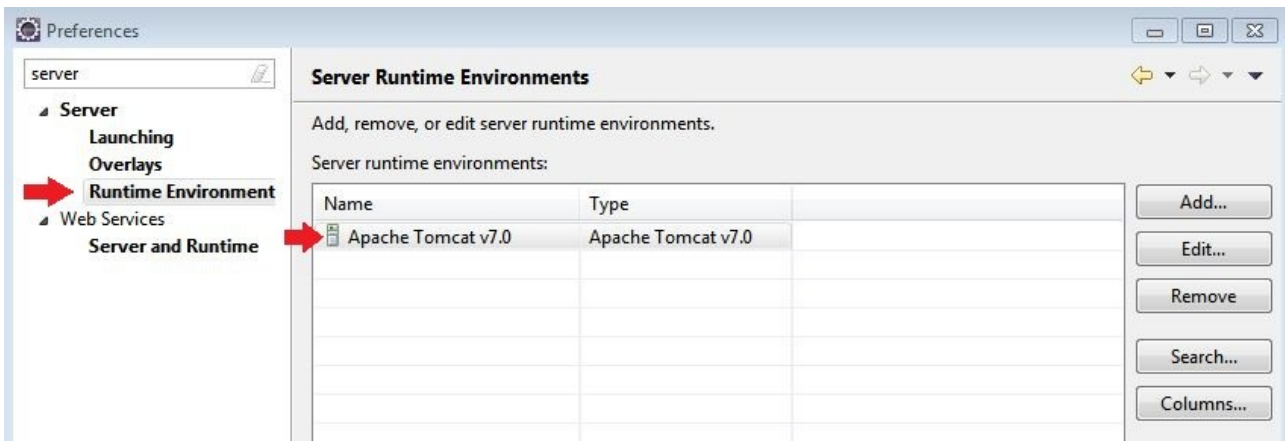 Preferences
server
Server
Launching
Overlays
Runtime Environment
Web Services
Server and Runtime
Server Runtime Environments
Add, remove, or edit server runtime environments.
Server runtime environments:
Name Type
Apache Tomcat v7.0 Apache Tomcat v7.0
Add...
Edit...
Remove
Search...
Columns...